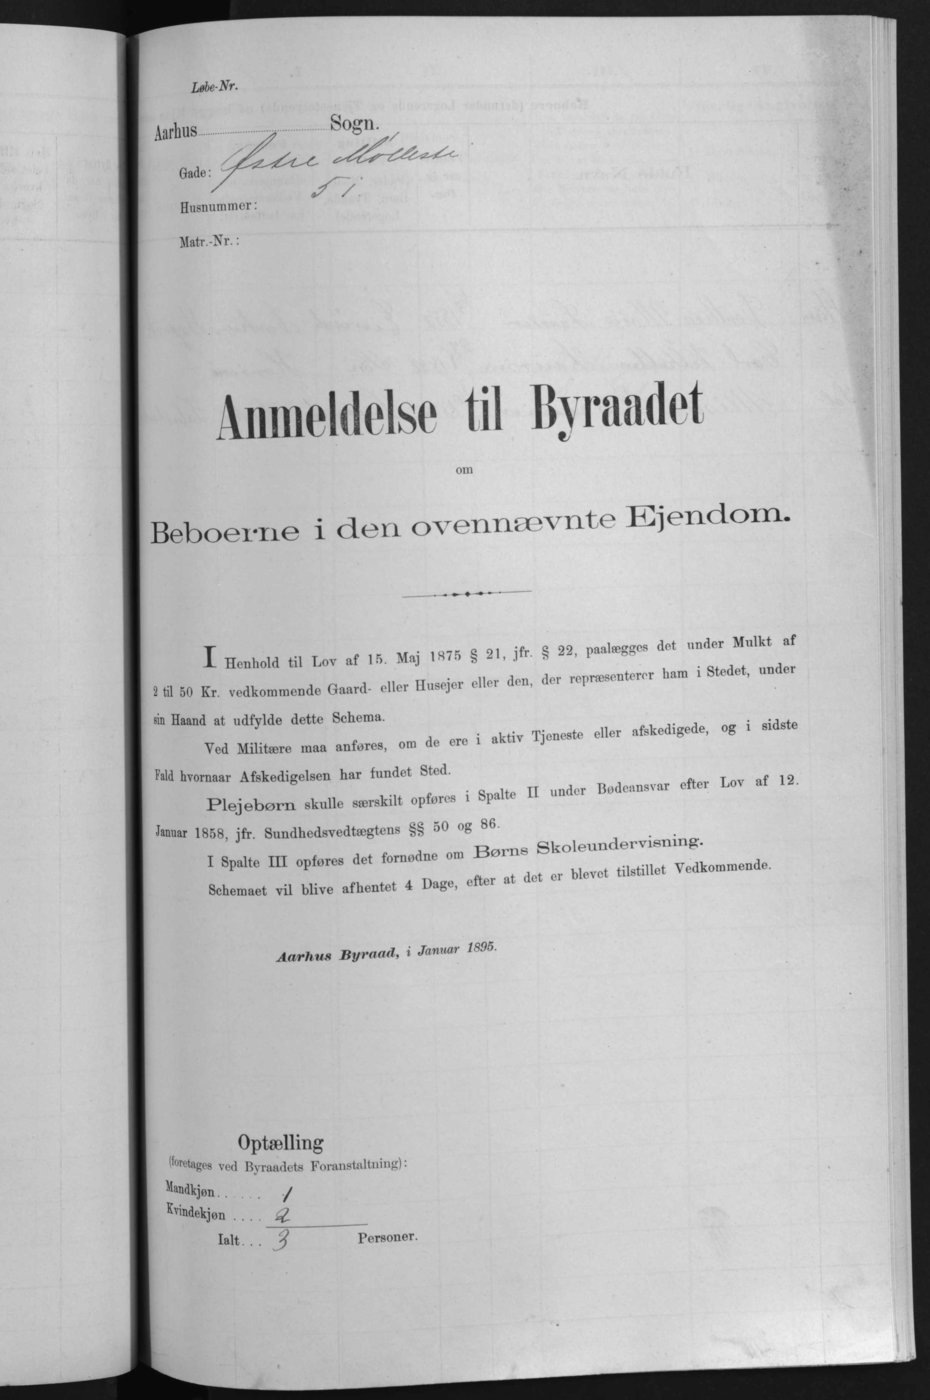 Løbe-Nr.
Aarhus Sogn.
Gade: Østre Møllesti
Husnummer: 5 i.
Matr.-Nr.:
Anmeldelse til Byraadet
om
Beboerne i den ovennævnte Ejendom.
I Henhold til Lov af 15. Maj 1875 § 21, jfr. § 22, paalægges det under Mulkt af
2 til 50 Kr. vedkommende Gaard- eller Husejer eller den, der repræsenterer ham i Stedet, under
sin Haand at udfylde dette Schema.
Ved Militære maa anføres, om de ere i aktiv Tjeneste eller afskedigede, og i sidste
Fald hvornaar Afskedigelsen har fundet Sted.
Plejebørn skulle særskilt opføres i Spalte II under Bødeansvar efter Lov af 12.
Januar 1858, jfr. Sundhedsvedtægtens §§ 50 og 86.
I Spalte III opføres det fornødne om Børns Skoleundervisning.
Schemaet vil blive afhentet 4 Dage, efter at det er blevet tilstillet Vedkommende.
Aarhus Byraad, i Januar 1895.
Optælling
(foretages ved Byraadets Foranstaltning):
Mandkjøn...... 1
Kvindekjøn .... 2
Ialt... 3 Personer.